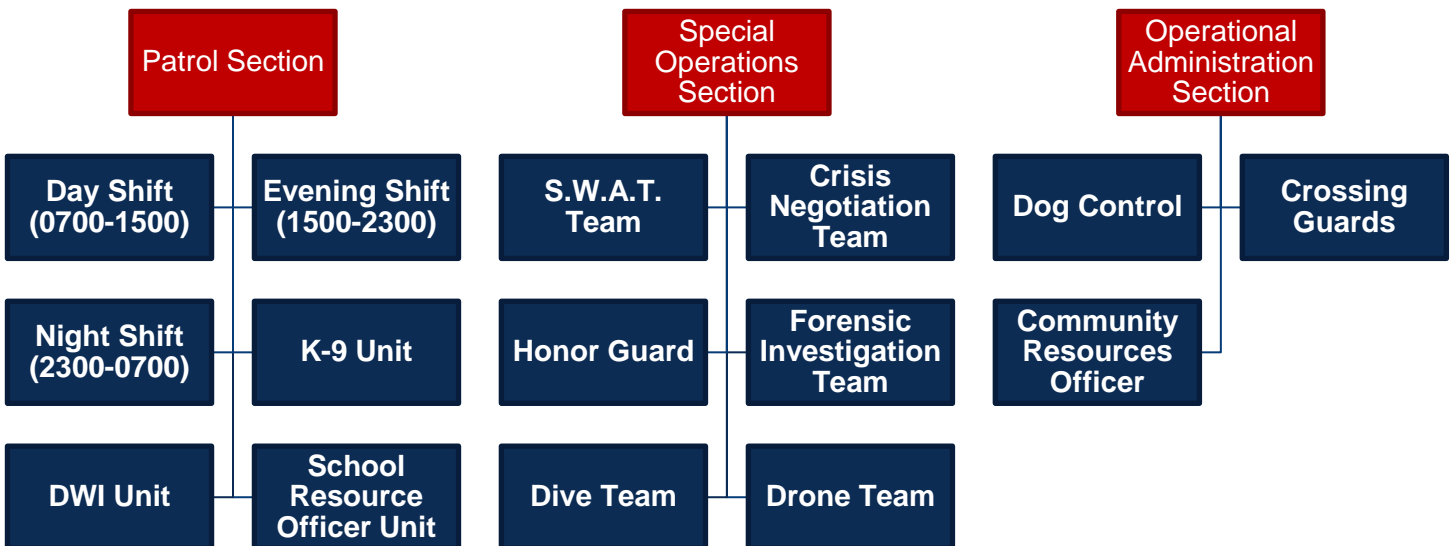 Patrol Section
Special
Operations
Section
Operational
Administration
Section
Day Shift
(0700-1500)
Evening Shift
(1500-2300)
S.W.A.T.
Team
Crisis
Negotiation
Team
Dog Control
Crossing
Guards
Night Shift
(2300-0700)
K-9 Unit
Honor Guard
Forensic
Investigation
Team
Community
Resources
Officer
DWI Unit
School
Resource
Officer Unit
Dive Team
Drone Team